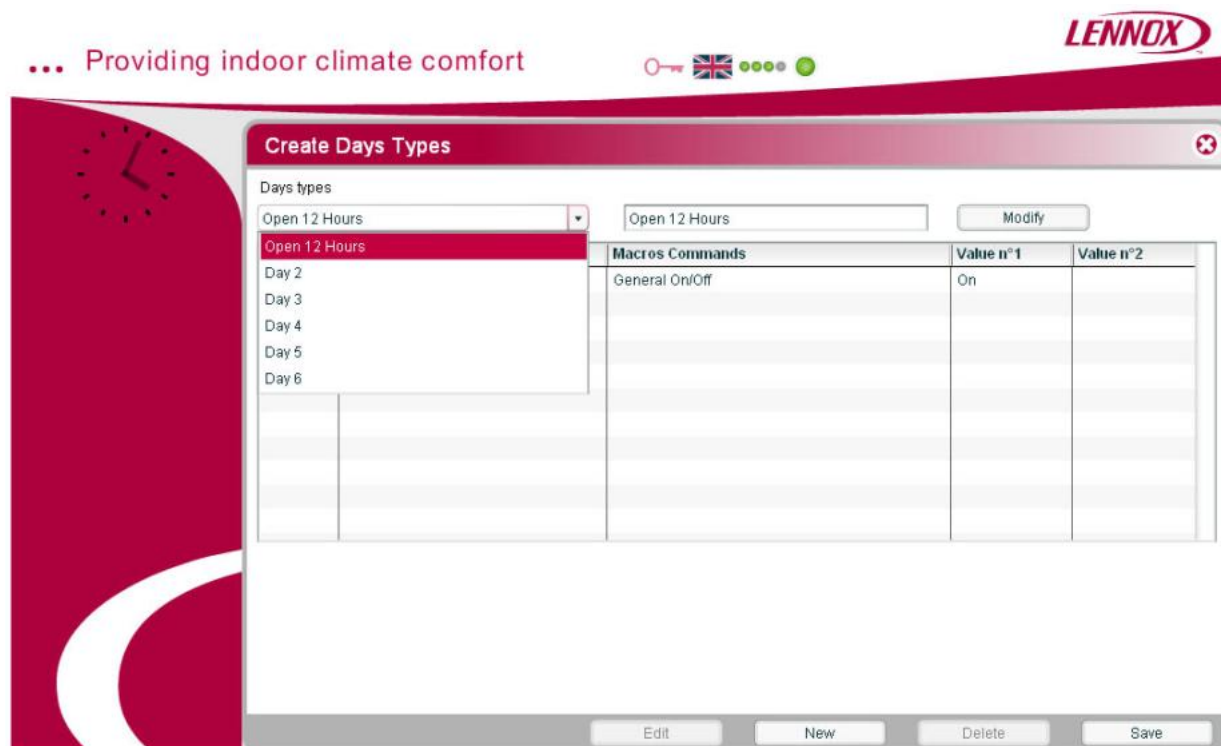 LENNOX
... Providing indoor climate comfort
Create Days Types
Days types
Open 12 Hours Open 12 Hours Modify
Open 12 Hours Macros Commands Value n°1 Value n°2
Day 2 General On/Off On
Day 3
Day 4
Day 5
Day 6
Edit New Delete Save